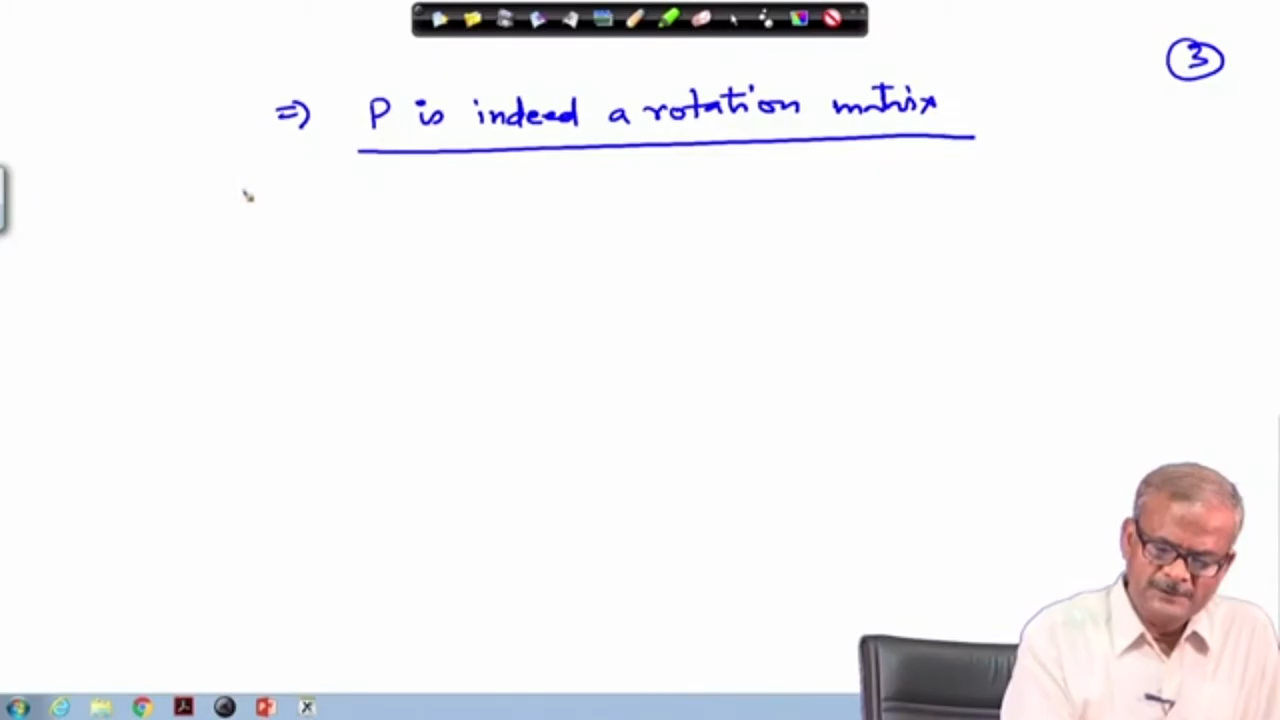 3
=> P is indeed a rotation matrix